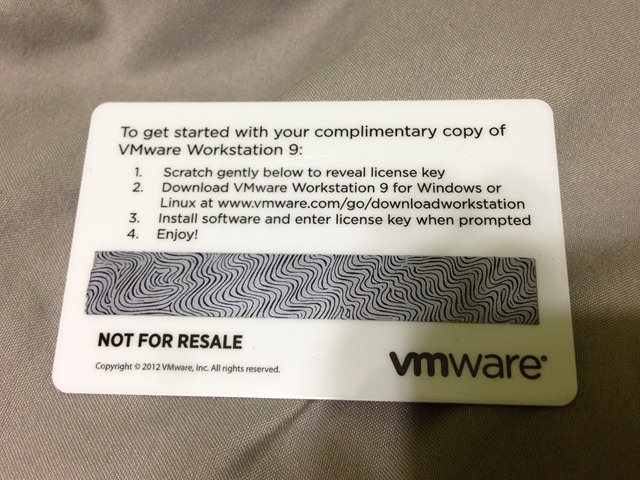 To get started with your complimentary copy of
VMware Workstation 9:
1. Scratch gently below to reveal license key
2. Download VMware Workstation 9 for Windows or
Linux at www.vmware.com/go/downloadworkstation
3. Install software and enter license key when prompted
4. Enjoy!
NOT FOR RESALE
Copyright © 2012 VMware, Inc. All rights reserved.
vmware®